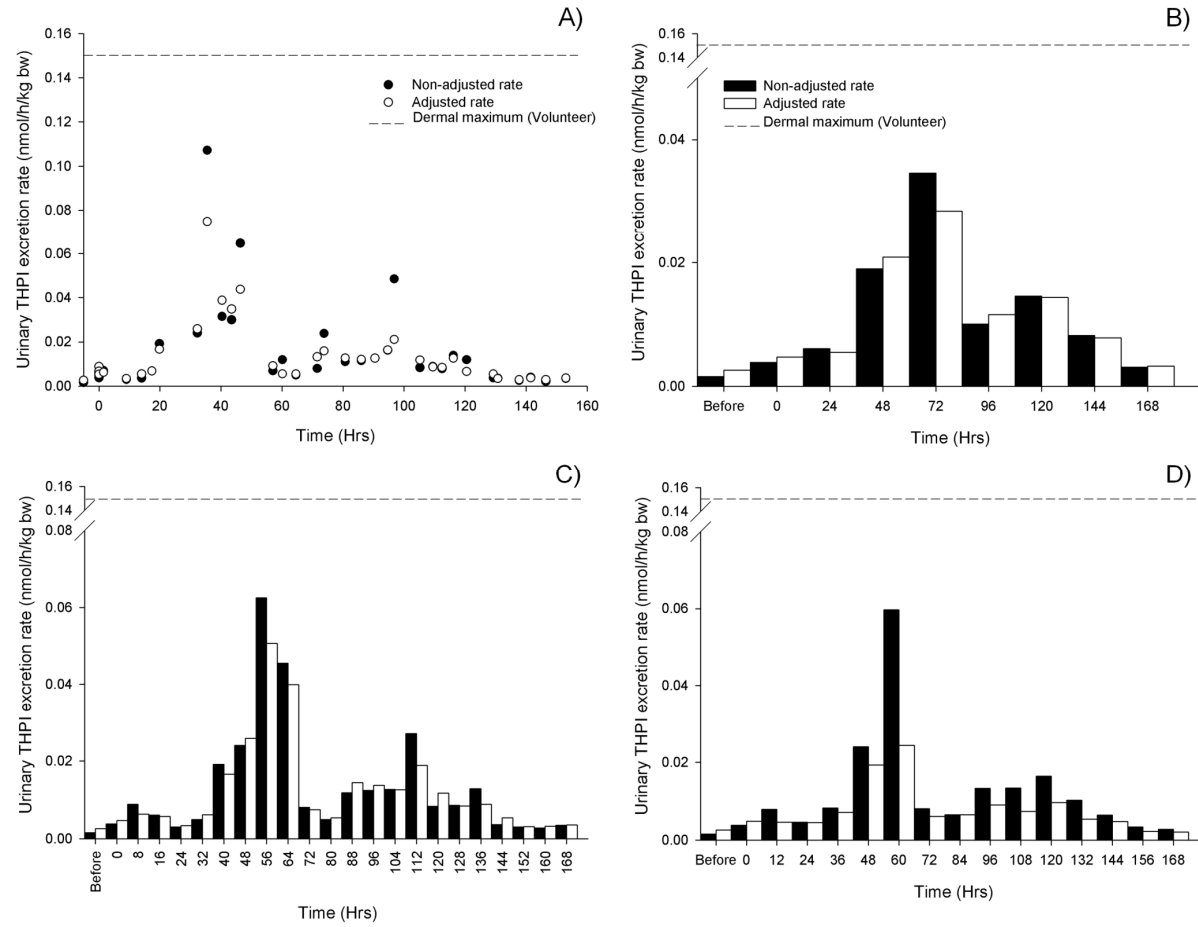 A)
Urinary THPI excretion rate (nmol/h/kg bw)
0.16
0.14
0.12
0.10
0.08
0.06
0.04
0.02
0.00
Non-adjusted rate
Adjusted rate
Dermal maximum (Volunteer)
0 20 40 60 80 100 120 140 160
Time (Hrs)
B)
Urinary THPI excretion rate (nmol/h/kg bw)
0.16
0.14
0.04
0.02
0.00
Non-adjusted rate
Adjusted rate
Dermal maximum (Volunteer)
Before 0 24 48 72 96 120 144 168
Time (Hrs)
C)
Urinary THPI excretion rate (nmol/h/kg bw)
0.16
0.14
0.08
0.06
0.04
0.02
0.00
Before 0 8 16 24 32 40 48 56 64 72 80 88 96 104 112 120 128 136 144 152 160 168
Time (Hrs)
D)
Urinary THPI excretion rate (nmol/h/kg bw)
0.16
0.14
0.08
0.06
0.04
0.02
0.00
Before 0 12 24 36 48 60 72 84 96 108 120 132 144 156 168
Time (Hrs)